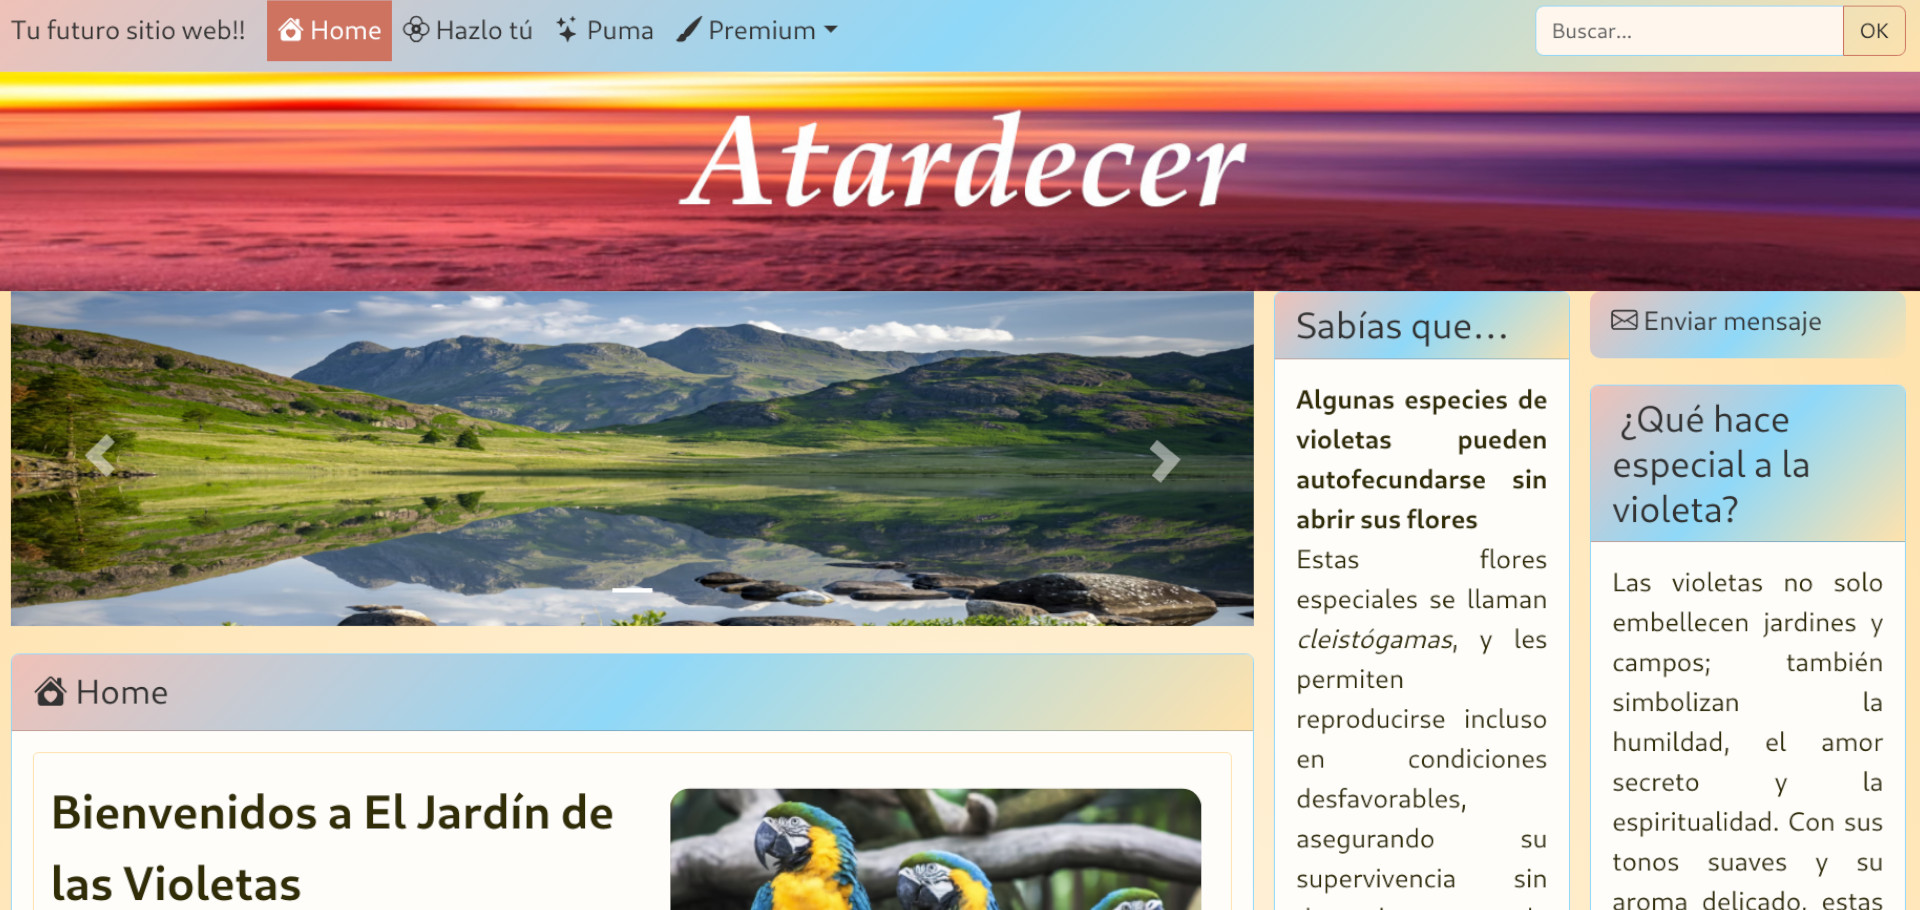 Tu futuro sitio web!! Home Hazlo tú Puma Premium Buscar... OK
Atardecer
Sabías que...
Algunas especies de
violetas pueden
autofecundarse sin
abrir sus flores
Estas flores
especiales se llaman
cleistógamas, y les
permiten
reproducirse incluso
en condiciones
desfavorables,
asegurando su
supervivencia sin
Enviar mensaje
¿Qué hace
especial a la
violeta?
Las violetas no solo
embellecen jardines y
campos; también
simbolizan la
humildad, el amor
secreto y la
espiritualidad. Con sus
tonos suaves y su
aroma delicado, estas
Home
Bienvenidos a El Jardín de
las Violetas